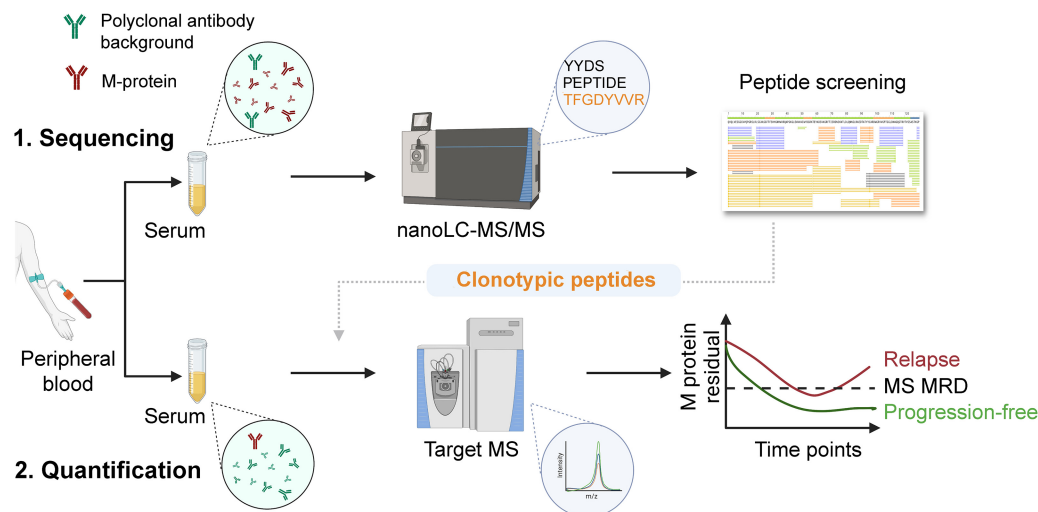 Polyclonal antibody
background
M-protein
1. Sequencing
Serum
YYDS
PEPTIDE
TFGDYVVR
nanoLC-MS/MS
Peptide screening
Clonotypic peptides
Peripheral
blood
Serum
2. Quantification
Target MS
Intensity
m/z
M protein
residual
Relapse
MS MRD
Progression-free
Time points